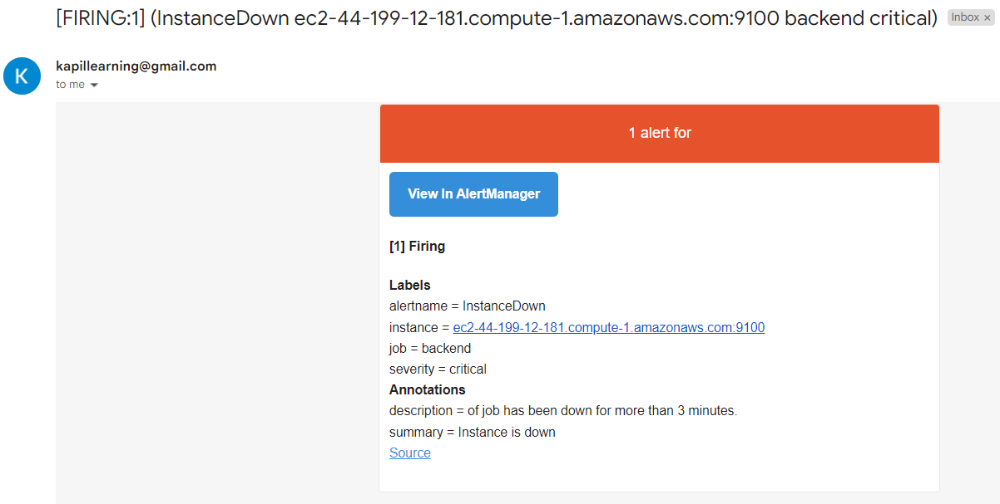 [FIRING:1] (InstanceDown ec2-44-199-12-181.compute-1.amazonaws.com:9100 backend critical) Inbox ×
K
kapillearning@gmail.com
to me
1 alert for
View In AlertManager
[1] Firing
Labels
alertname = InstanceDown
instance = ec2-44-199-12-181.compute-1.amazonaws.com:9100
job = backend
severity = critical
Annotations
description = of job has been down for more than 3 minutes.
summary = Instance is down
Source